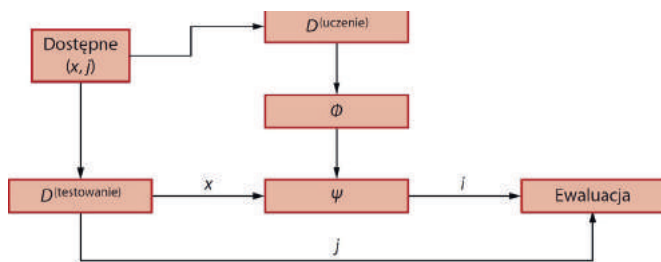 D(uczenie)
Dostępne
(x, j)
Φ
D(testowanie)
x
Ψ
i
Ewaluacja
j